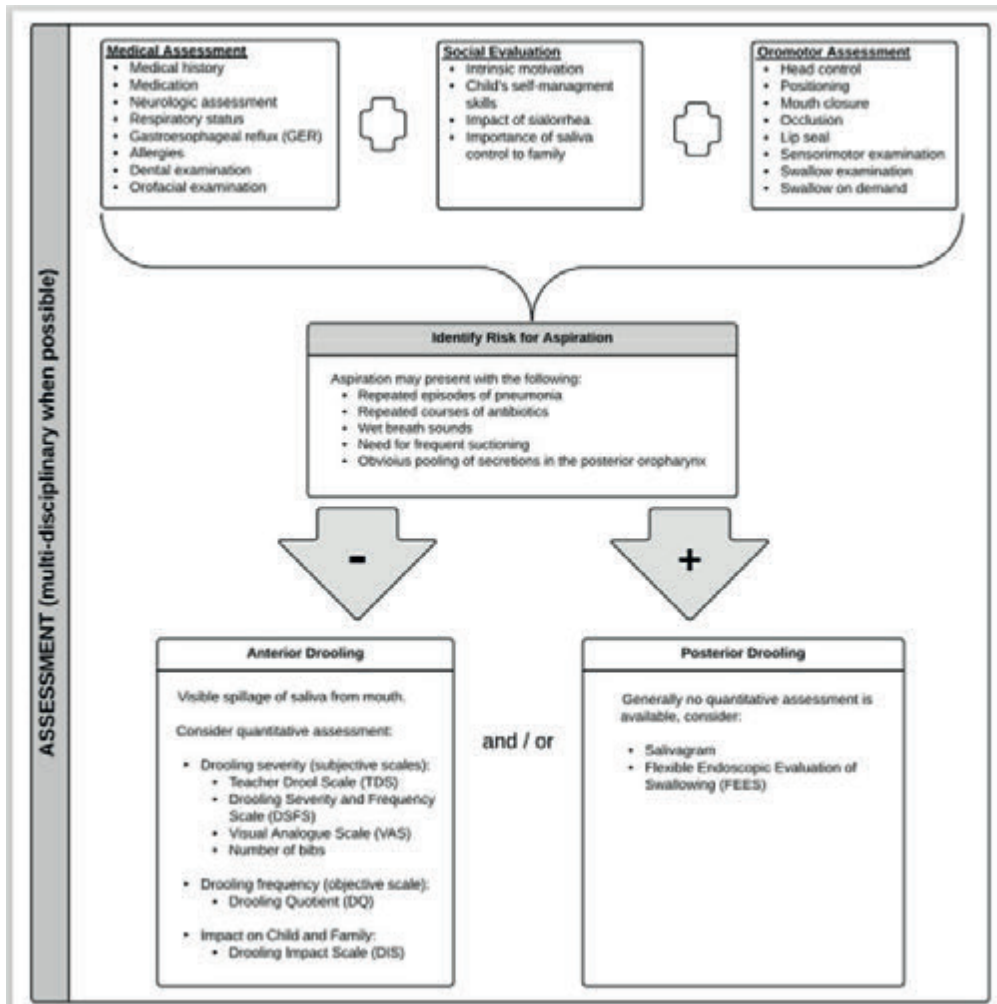 ASSESSMENT (multi-disciplinary when possible)
Medical Assessment
• Medical history
• Medication
• Neurologic assessment
• Respiratory status
• Gastroesophageal reflux (GER)
• Allergies
• Dental examination
• Orofacial examination
Social Evaluation
• Intrinsic motivation
• Child's self-managment
skills
• Impact of sialorrhea
• Importance of saliva
control to family
Oromotor Assessment
• Head control
• Positioning
• Mouth closure
• Occlusion
• Lip seal
• Sensorimotor examination
• Swallow examination
• Swallow on demand
Identify Risk for Aspiration
Aspiration may present with the following:
• Repeated episodes of pneumonia
• Repeated courses of antibiotics
• Wet breath sounds
• Need for frequent suctioning
• Obvioius pooling of secretions in the posterior oropharynx
-
+
Anterior Drooling
Visible spillage of saliva from mouth.
Consider quantitative assessment:
• Drooling severity (subjective scales):
• Teacher Drool Scale (TDS)
• Drooling Severity and Frequency
Scale (DSFS)
• Visual Analogue Scale (VAS)
• Number of bibs
• Drooling frequency (objective scale):
• Drooling Quotient (DQ)
• Impact on Child and Family:
• Drooling Impact Scale (DIS)
and / or
Posterior Drooling
Generally no quantitative assessment is
available, consider:
• Salivagram
• Flexible Endoscopic Evaluation of
Swallowing (FEES)